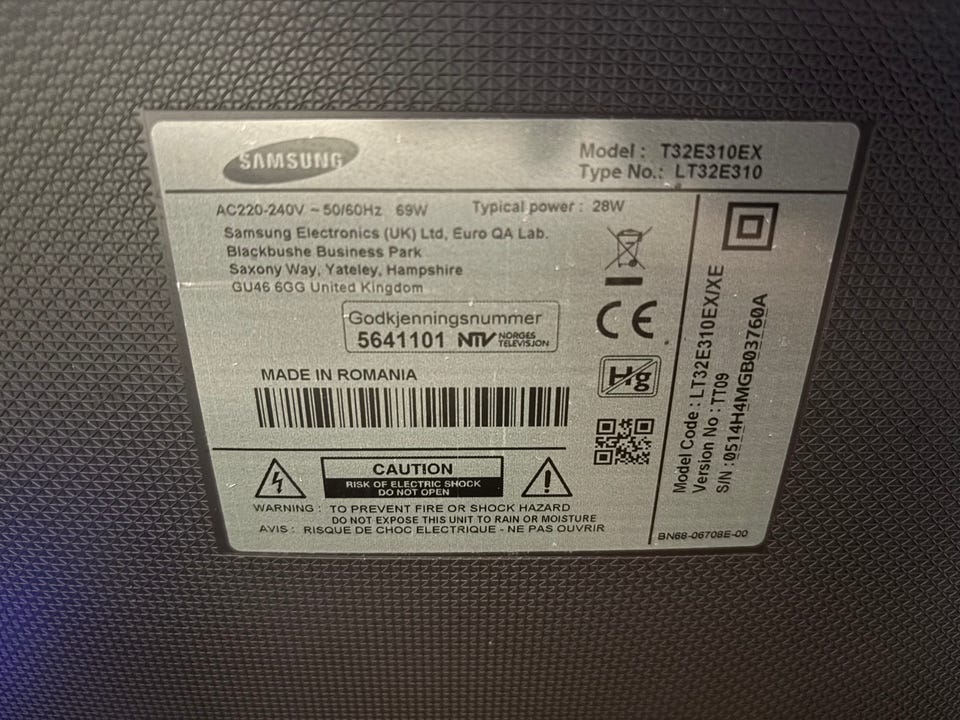 SAMSUNG
Model : T32E310EX
Type No.: LT32E310
AC220-240V ~ 50/60Hz 69W Typical power : 28W
Samsung Electronics (UK) Ltd, Euro QA Lab.
Blackbushe Business Park
Saxony Way, Yateley, Hampshire
GU46 6GG United Kingdom
Godkjenningsnummer
5641101 NTV NORGES
TELEVISJON
MADE IN ROMANIA
CE
Hg
CAUTION
RISK OF ELECTRIC SHOCK
DO NOT OPEN
WARNING : TO PREVENT FIRE OR SHOCK HAZARD
DO NOT EXPOSE THIS UNIT TO RAIN OR MOISTURE
AVIS : RISQUE DE CHOC ELECTRIQUE - NE PAS OUVRIR
Model Code : LT32E310EX/XE
Version No : TT09
S/N :0514H4MGB03760A
BN68-06708E-00